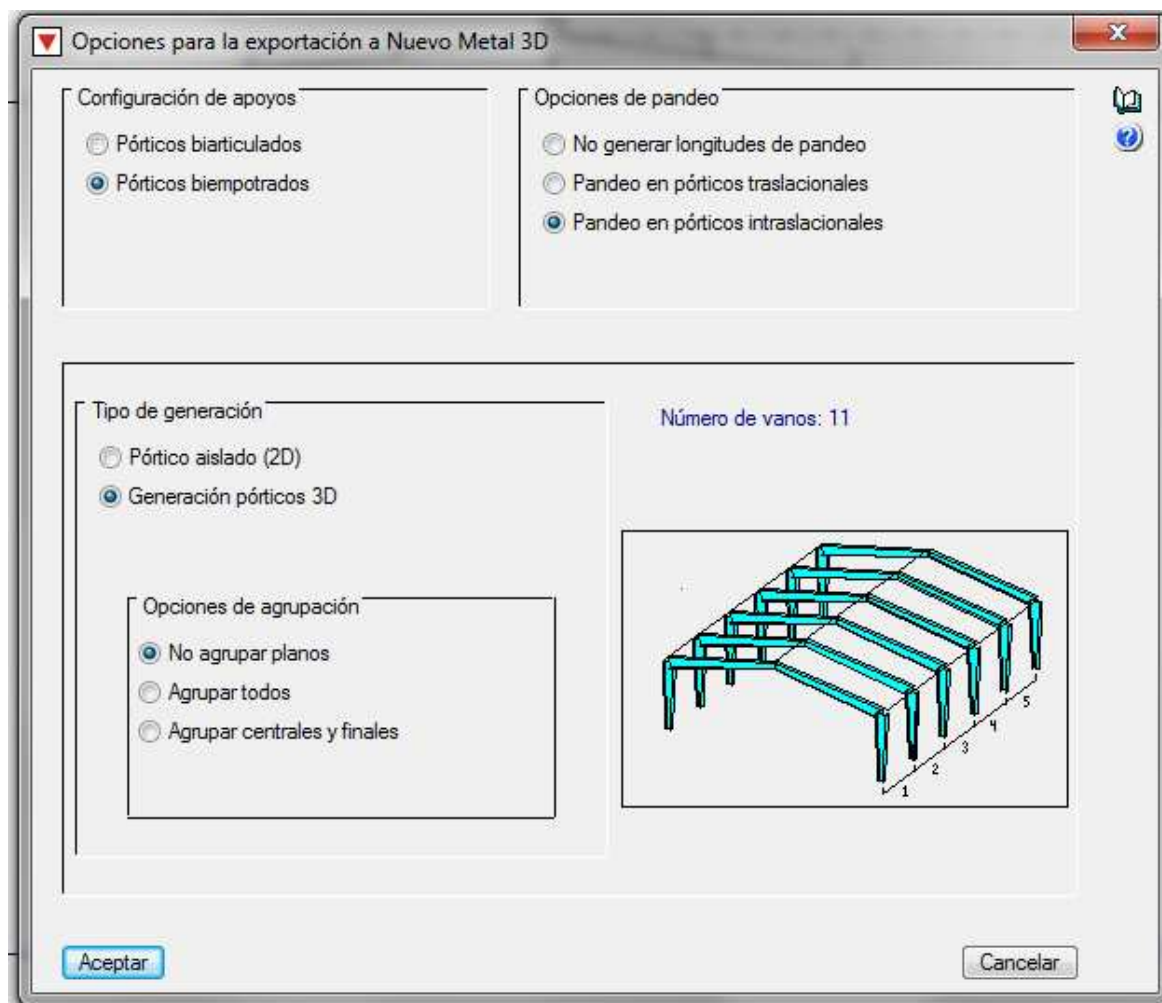 Opciones para la exportación a Nuevo Metal 3D
Configuración de apoyos
Pórticos biarticulados
Pórticos biempotrados
Opciones de pandeo
No generar longitudes de pandeo
Pandeo en pórticos traslacionales
Pandeo en pórticos intraslacionales
Tipo de generación
Pórtico aislado (2D)
Generación pórticos 3D
Opciones de agrupación
No agrupar planos
Agrupar todos
Agrupar centrales y finales
Número de vanos: 11
5
4
3
2
1
Aceptar
Cancelar